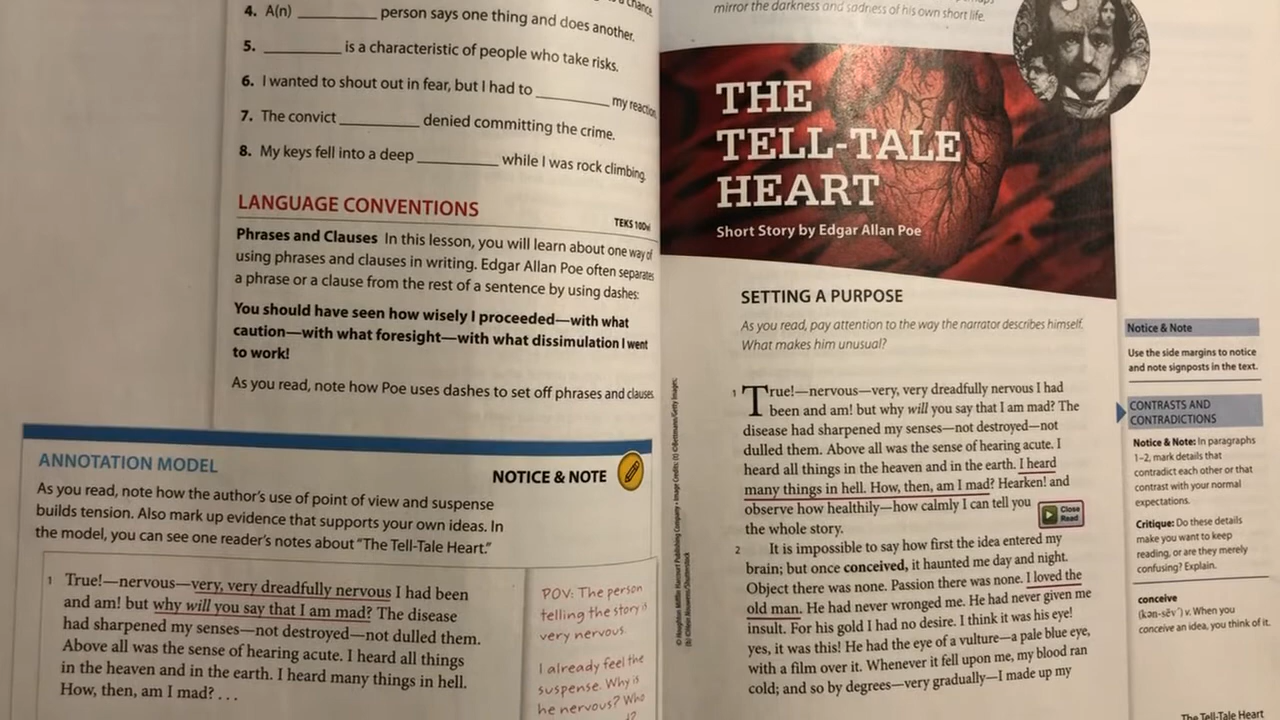 a chance.
4. A(n) __________ person says one thing and does another.
5. __________ is a characteristic of people who take risks.
6. I wanted to shout out in fear, but I had to __________ my reaction
7. The convict __________ denied committing the crime.
8. My keys fell into a deep __________ while I was rock climbing.
LANGUAGE CONVENTIONS
Phrases and Clauses In this lesson, you will learn about one way of
using phrases and clauses in writing. Edgar Allan Poe often separates
a phrase or a clause from the rest of a sentence by using dashes:
You should have seen how wisely I proceeded—with what
caution—with what foresight—with what dissimulation I went
to work!
As you read, note how Poe uses dashes to set off phrases and clauses.
ANNOTATION MODEL
NOTICE & NOTE
As you read, note how the author's use of point of view and suspense
builds tension. Also mark up evidence that supports your own ideas. In
the model, you can see one reader's notes about "The Tell-Tale Heart."
1 True!—nervous—very, very dreadfully nervous I had been
and am! but why will you say that I am mad? The disease
had sharpened my senses—not destroyed—not dulled them.
Above all was the sense of hearing acute. I heard all things
in the heaven and in the earth. I heard many things in hell.
How, then, am I mad? . . .
POV: The person
telling the story is
very nervous.
I already feel the
suspense. Why is
he nervous? Who
mirror the darkness and sadness of his own short life.
THE
TELL-TALE
HEART
Short Story by Edgar Allan Poe
SETTING A PURPOSE
As you read, pay attention to the way the narrator describes himself.
What makes him unusual?
1 True!—nervous—very, very dreadfully nervous I had
been and am! but why will you say that I am mad? The
disease had sharpened my senses—not destroyed—not
dulled them. Above all was the sense of hearing acute. I
heard all things in the heaven and in the earth. I heard
many things in hell. How, then, am I mad? Hearken! and
observe how healthily—how calmly I can tell you
the whole story.
Close
Read
2 It is impossible to say how first the idea entered my
brain; but once conceived, it haunted me day and night.
Object there was none. Passion there was none. I loved the
old man. He had never wronged me. He had never given me
insult. For his gold I had no desire. I think it was his eye!
yes, it was this! He had the eye of a vulture—a pale blue eye,
with a film over it. Whenever it fell upon me, my blood ran
cold; and so by degrees—very gradually—I made up my
Notice & Note
Use the side margins to notice
and note signposts in the text.
CONTRASTS AND
CONTRADICTIONS
Notice & Note: In paragraphs
1–2, mark details that
contradict each other or that
contrast with your normal
expectations.
Critique: Do these details
make you want to keep
reading, or are they merely
confusing? Explain.
conceive
(kən-sēv´) v. When you
conceive an idea, you think of it.
The Tell-Tale Heart